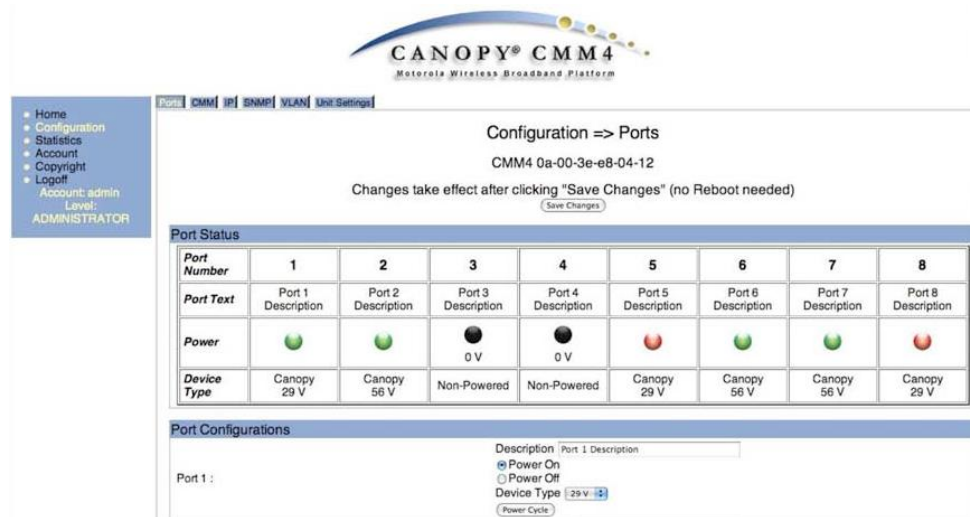 CANOPY® CMM4
Motorola Wireless Broadband Platform
Home
Configuration
Statistics
Account
Copyright
Logoff
Account: admin
Level:
ADMINISTRATOR
Ports CMM IP SNMP VLAN Unit Settings
Configuration => Ports
CMM4 0a-00-3e-e8-04-12
Changes take effect after clicking "Save Changes" (no Reboot needed)
Save Changes
Port Status
Port Number 1 2 3 4 5 6 7 8
Port Text Port 1 Description Port 2 Description Port 3 Description Port 4 Description Port 5 Description Port 6 Description Port 7 Description Port 8 Description
Power 0 V 0 V
Device Type Canopy 29 V Canopy 56 V Non-Powered Non-Powered Canopy 29 V Canopy 56 V Canopy 56 V Canopy 29 V
Port Configurations
Description Port 1 Description
Power On
Port 1 : Power Off
Device Type 29 V
Power Cycle